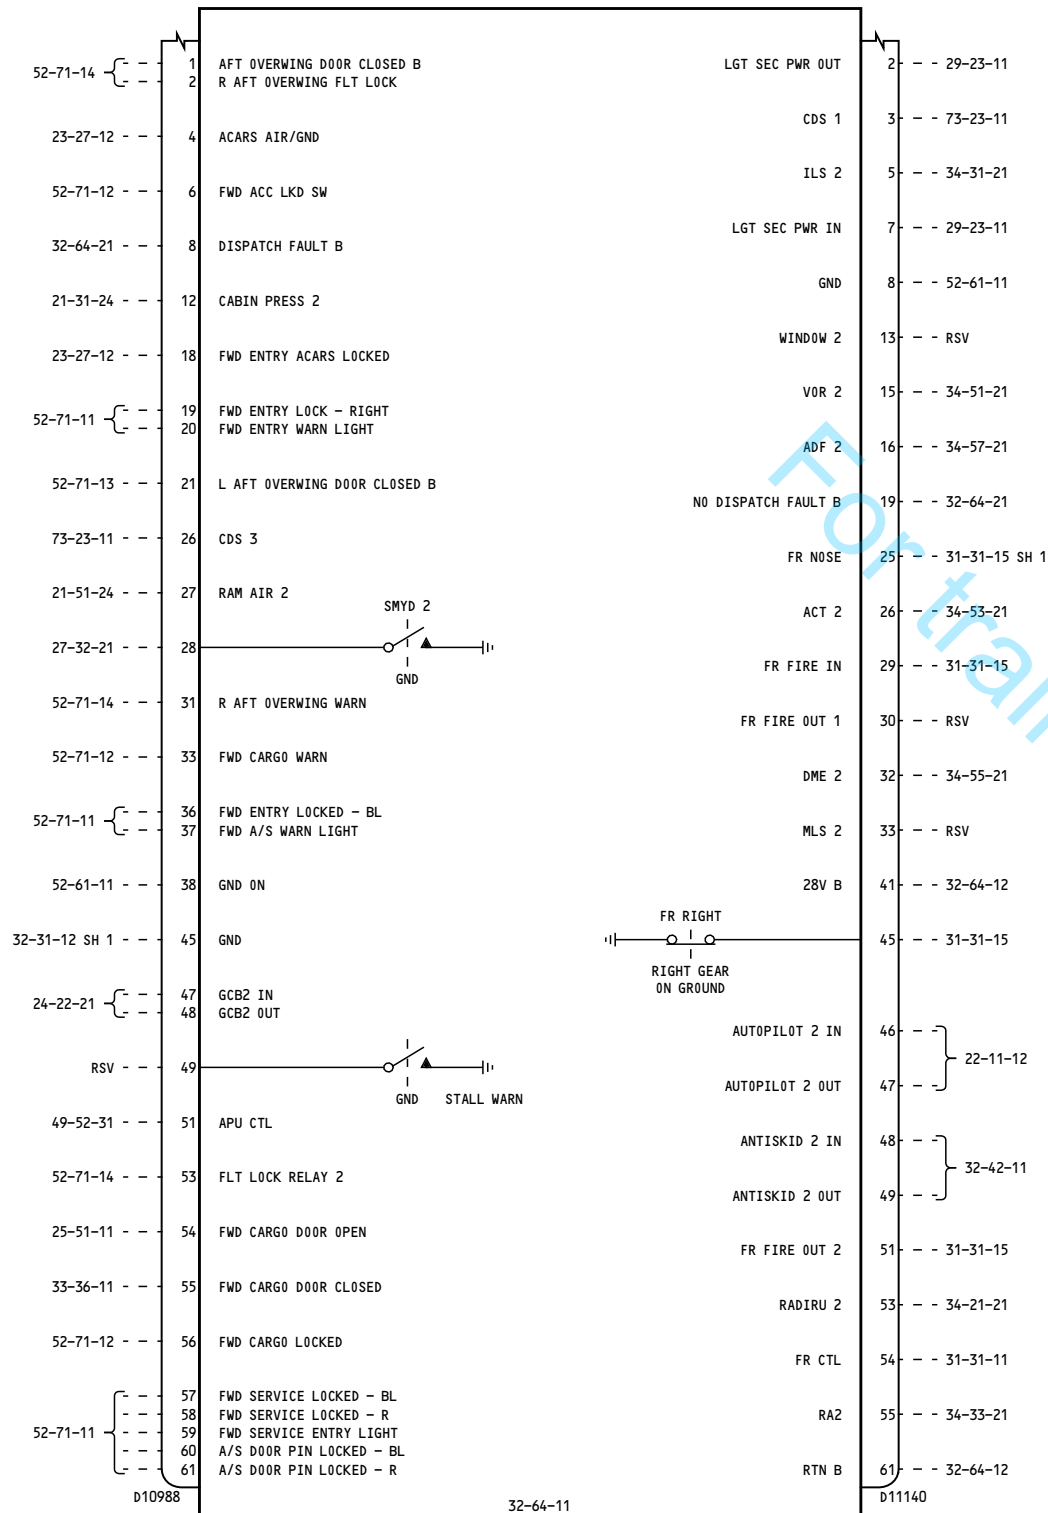 52-71-14
1 AFT OVERWING DOOR CLOSED B
2 R AFT OVERWING FLT LOCK
23-27-12 4 ACARS AIR/GND
52-71-12 6 FWD ACC LKD SW
32-64-21 8 DISPATCH FAULT B
21-31-24 12 CABIN PRESS 2
23-27-12 18 FWD ENTRY ACARS LOCKED
52-71-11
19 FWD ENTRY LOCK - RIGHT
20 FWD ENTRY WARN LIGHT
52-71-13 21 L AFT OVERWING DOOR CLOSED B
73-23-11 26 CDS 3
21-51-24 27 RAM AIR 2
SMYD 2
27-32-21 28
GND
52-71-14 31 R AFT OVERWING WARN
52-71-12 33 FWD CARGO WARN
52-71-11
36 FWD ENTRY LOCKED - BL
37 FWD A/S WARN LIGHT
52-61-11 38 GND ON
32-31-12 SH 1 45 GND
24-22-21
47 GCB2 IN
48 GCB2 OUT
RSV 49
GND STALL WARN
49-52-31 51 APU CTL
52-71-14 53 FLT LOCK RELAY 2
25-51-11 54 FWD CARGO DOOR OPEN
33-36-11 55 FWD CARGO DOOR CLOSED
52-71-12 56 FWD CARGO LOCKED
52-71-11
57 FWD SERVICE LOCKED - BL
58 FWD SERVICE LOCKED - R
59 FWD SERVICE ENTRY LIGHT
60 A/S DOOR PIN LOCKED - BL
61 A/S DOOR PIN LOCKED - R
D10988
LGT SEC PWR OUT 2 29-23-11
CDS 1 3 73-23-11
ILS 2 5 34-31-21
LGT SEC PWR IN 7 29-23-11
GND 8 52-61-11
WINDOW 2 13 RSV
VOR 2 15 34-51-21
ADF 2 16 34-57-21
NO DISPATCH FAULT B 19 32-64-21
FR NOSE 25 31-31-15 SH 1
ACT 2 26 34-53-21
FR FIRE IN 29 31-31-15
FR FIRE OUT 1 30 RSV
DME 2 32 34-55-21
MLS 2 33 RSV
28V B 41 32-64-12
FR RIGHT
45 31-31-15
RIGHT GEAR
ON GROUND
AUTOPILOT 2 IN 46
22-11-12
AUTOPILOT 2 OUT 47
ANTISKID 2 IN 48
32-42-11
ANTISKID 2 OUT 49
FR FIRE OUT 2 51 31-31-15
RADIRU 2 53 34-21-21
FR CTL 54 31-31-11
RA2 55 34-33-21
RTN B 61 32-64-12
D11140
32-64-11
For